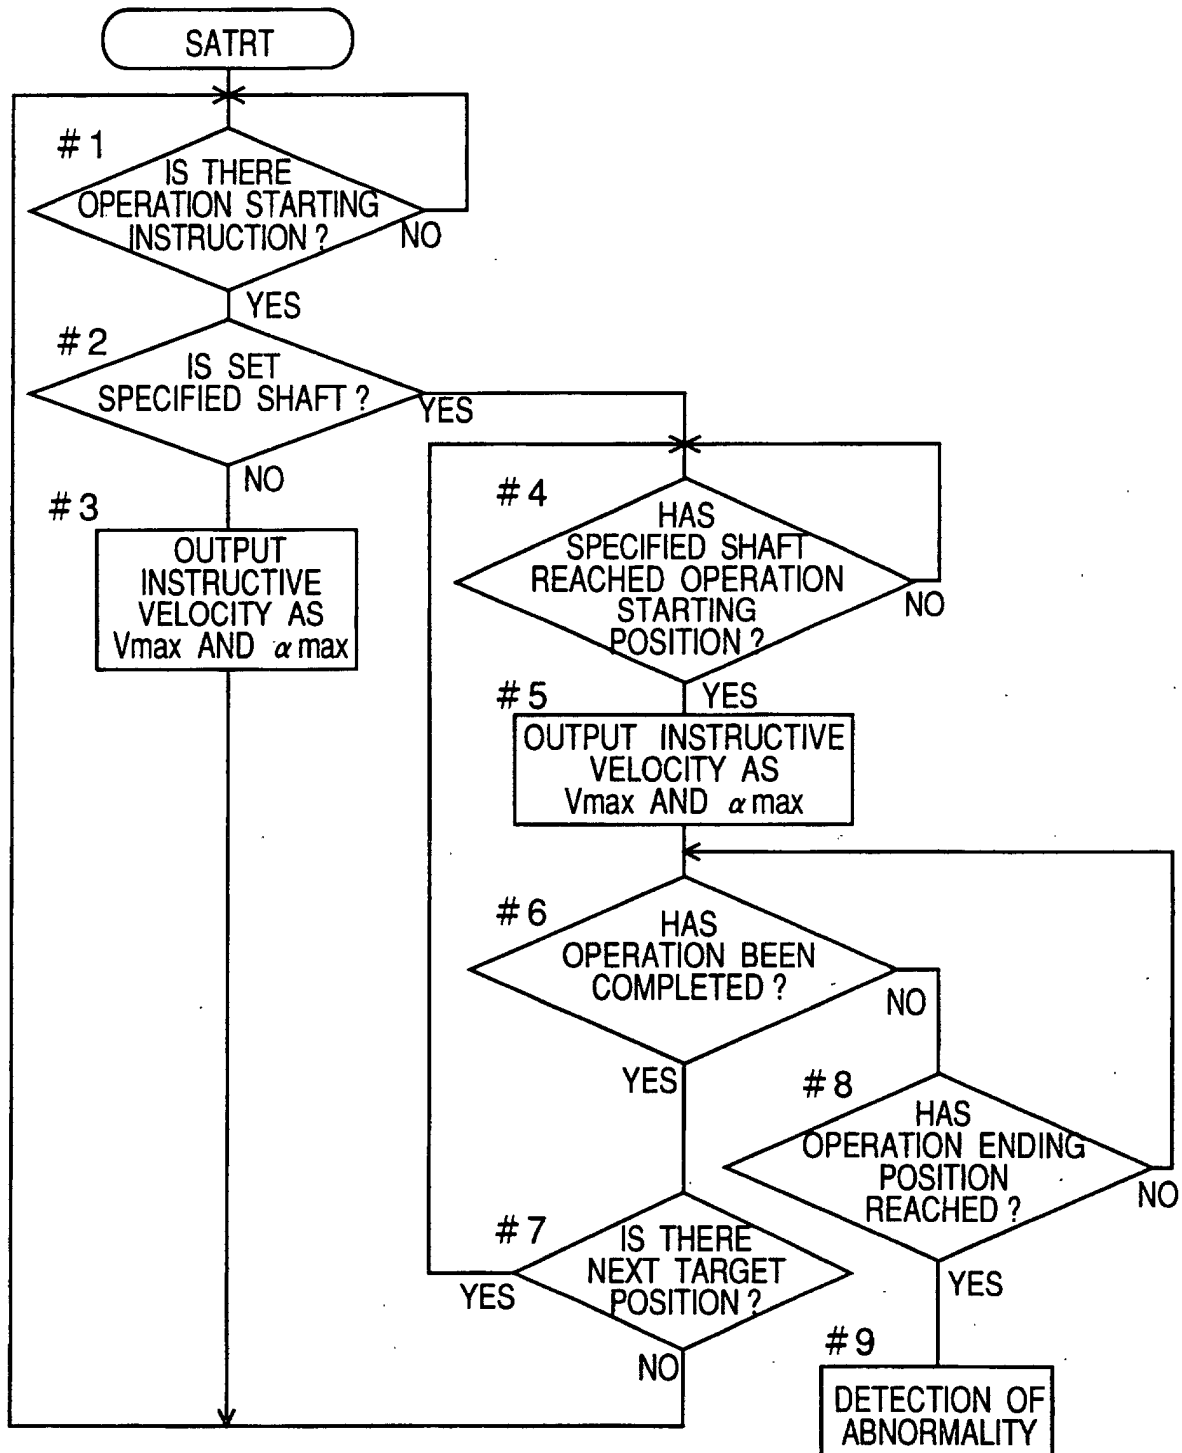 SATRT
#1
IS THERE
OPERATION STARTING
INSTRUCTION?
NO
YES
#2
IS SET
SPECIFIED SHAFT?
YES
NO
#3
OUTPUT
INSTRUCTIVE
VELOCITY AS
Vmax AND αmax
#4
HAS
SPECIFIED SHAFT
REACHED OPERATION
STARTING
POSITION?
NO
YES
#5
OUTPUT INSTRUCTIVE
VELOCITY AS
Vmax AND αmax
#6
HAS
OPERATION BEEN
COMPLETED?
NO
YES
#8
HAS
OPERATION ENDING
POSITION
REACHED?
NO
YES
#7
IS THERE
NEXT TARGET
POSITION?
YES
NO
#9
DETECTION OF
ABNORMALITY